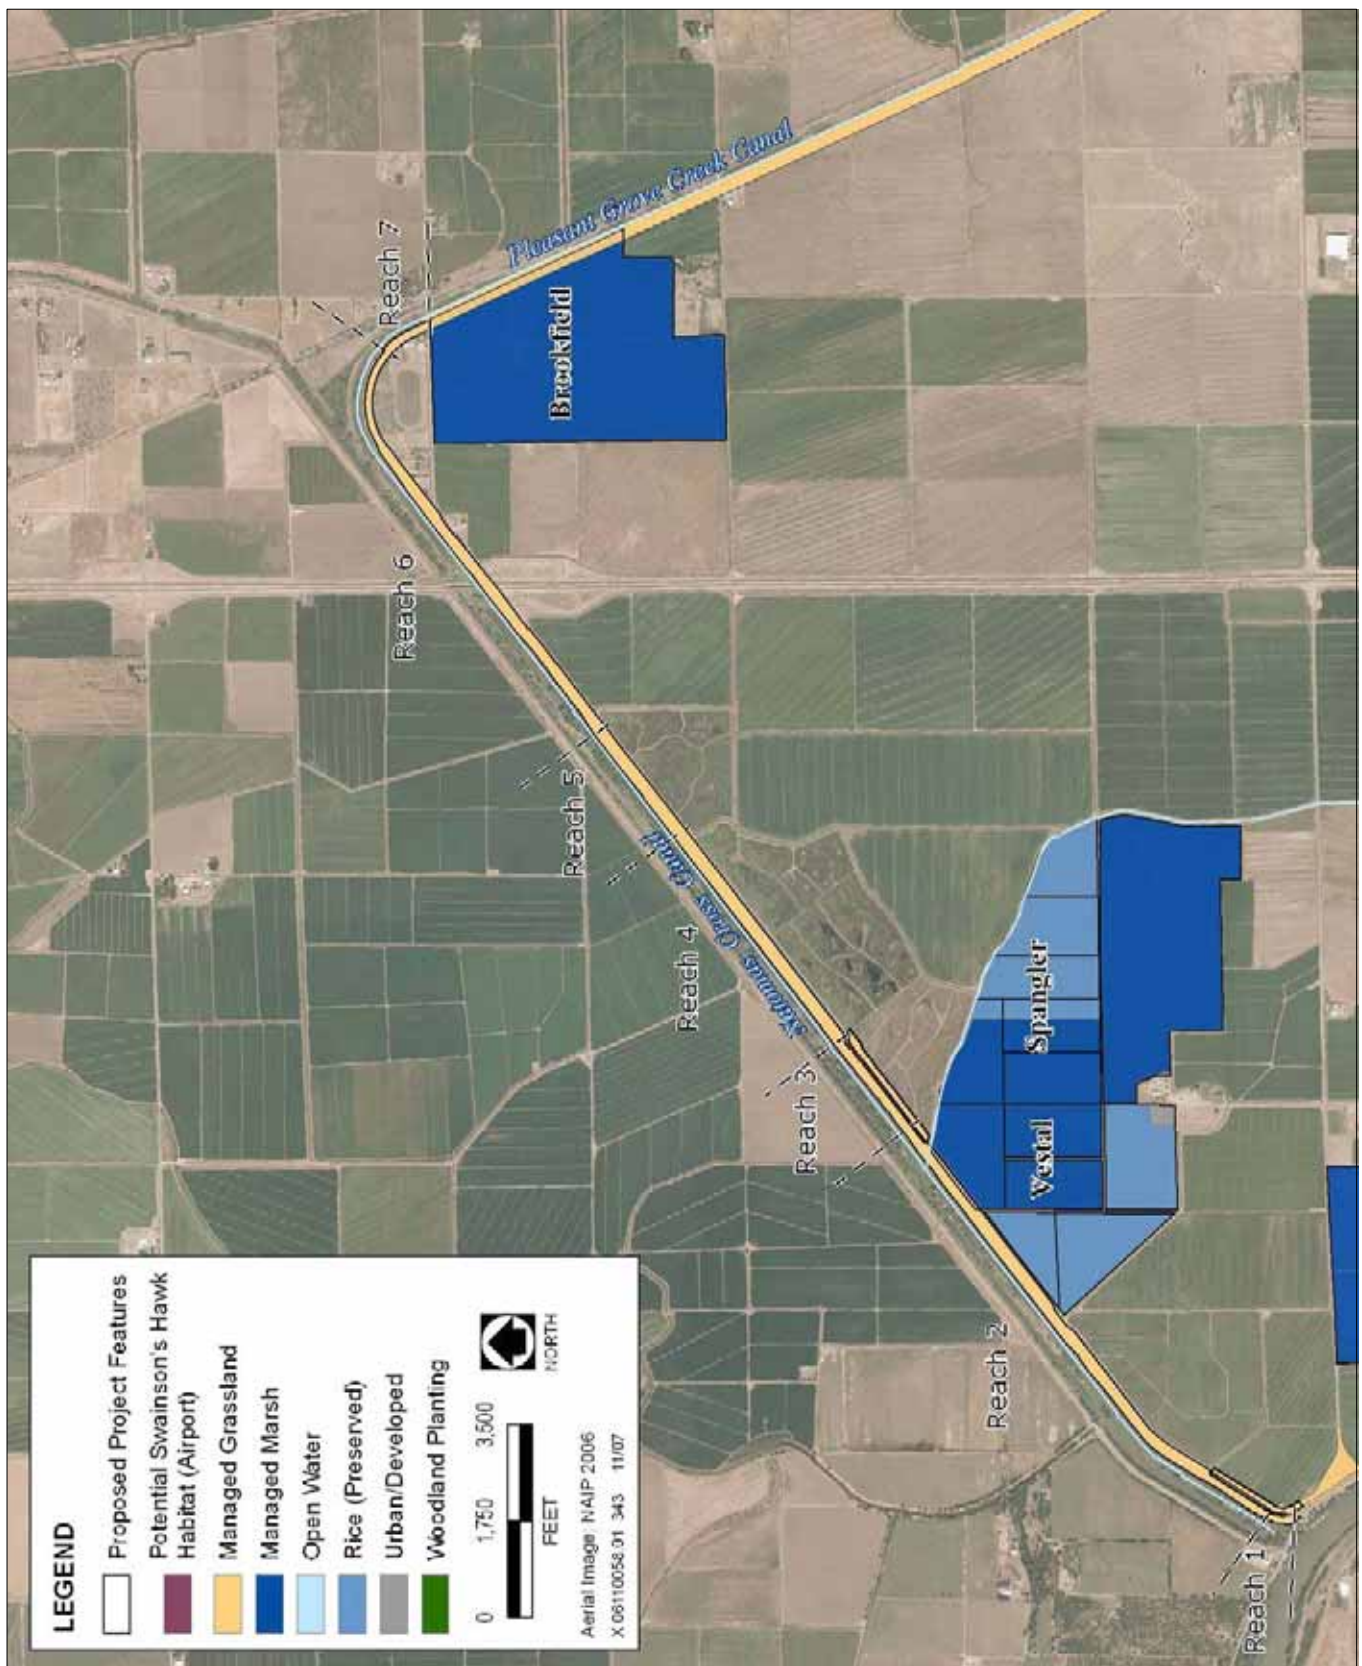 LEGEND
Proposed Project Features
Potential Swainson's Hawk
Habitat (Airport)
Managed Grassland
Managed Marsh
Open Water
Rice (Preserved)
Urban/Developed
Woodland Planting
0 1,750 3,500
FEET
NORTH
Aerial Image: NAIP 2006
X 06110058.01 343 11/07
Reach 1
Reach 2
Reach 3
Reach 4
Reach 5
Reach 6
Reach 7
Natomas Cross Canal
Pleasant Grove Creek Canal
Vestal
Spangler
Brookfield